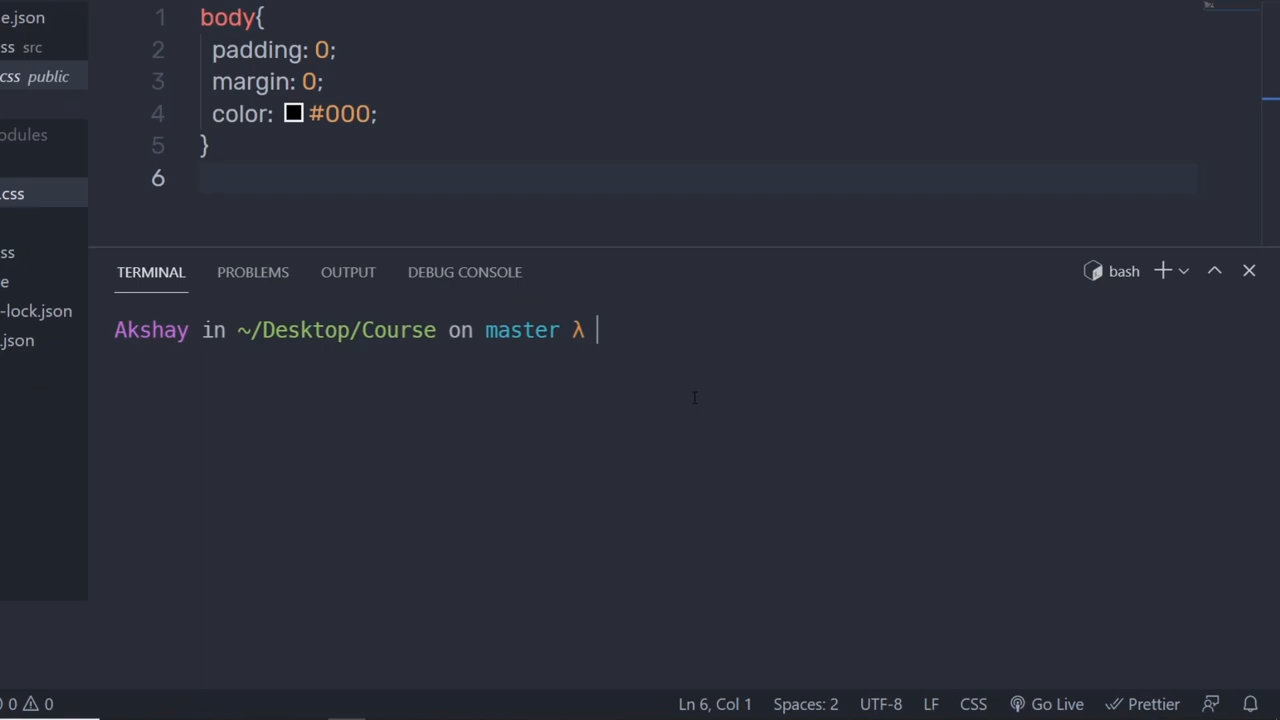 e.json
ss src
css public
odules
.css
ss
e
-lock.json
.json
1 body{
2 padding: 0;
3 margin: 0;
4 color: #000;
5 }
6
TERMINAL PROBLEMS OUTPUT DEBUG CONSOLE bash
Akshay in ~/Desktop/Course on master λ
0 0 Ln 6, Col 1 Spaces: 2 UTF-8 LF CSS Go Live Prettier